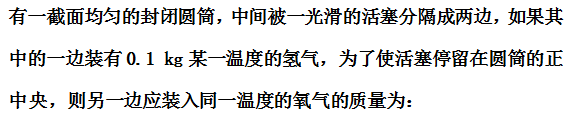 有一截面均匀的封闭圆筒，中间被一光滑的活塞分隔成两边，如果其
中的一边装有0.1 kg某一温度的氢气，为了使活塞停留在圆筒的正
中央，则另一边应装入同一温度的氧气的质量为：